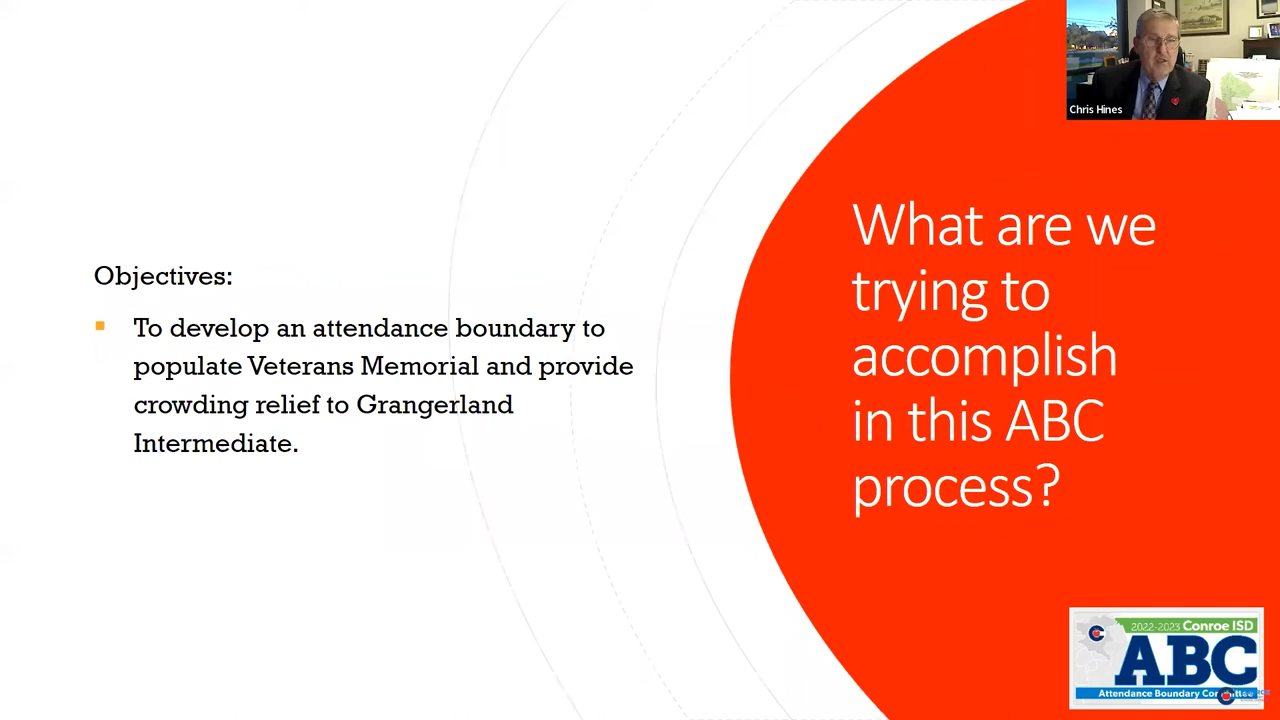 Chris Hines
What are we
trying to
accomplish
in this ABC
process?
Objectives:
▪ To develop an attendance boundary to
populate Veterans Memorial and provide
crowding relief to Grangerland
Intermediate.
2022-2023 Conroe ISD
ABC
Attendance Boundary Committee